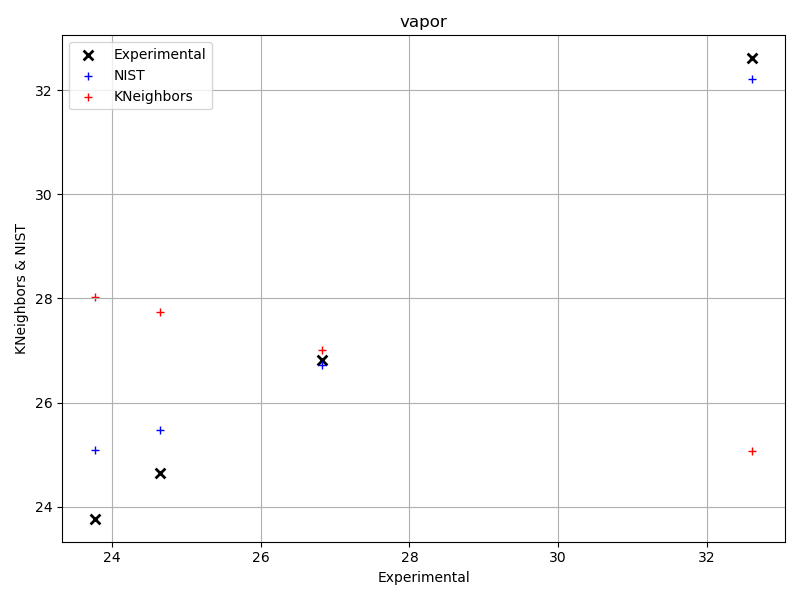 vapor
Experimental
NIST
KNeighbors
KNeighbors & NIST
32
30
28
26
24
24 26 28 30 32
Experimental